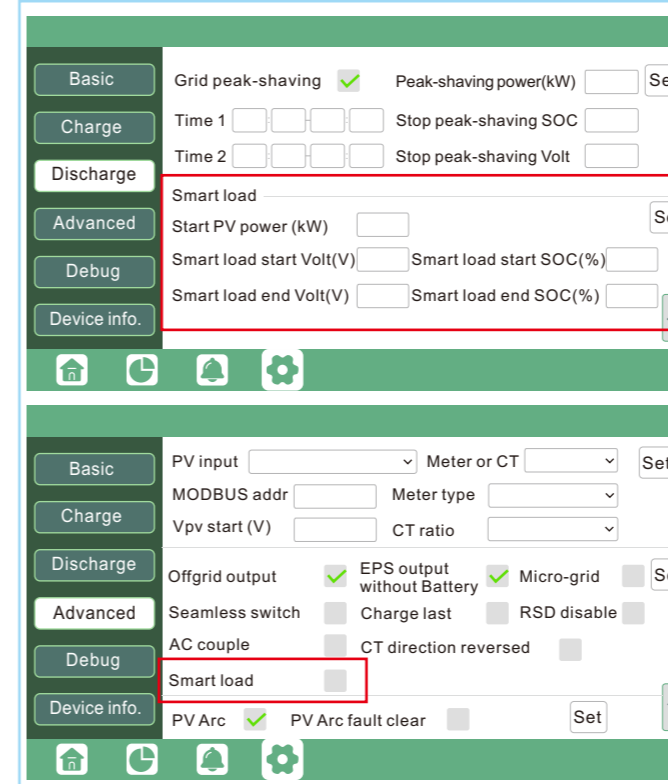 Basic
Charge
Discharge
Advanced
Debug
Device info.
Grid peak-shaving Peak-shaving power(kW)
Time 1 : - : Stop peak-shaving SOC
Time 2 : - : Stop peak-shaving Volt
Smart load
Start PV power (kW)
Smart load start Volt(V) Smart load start SOC(%)
Smart load end Volt(V) Smart load end SOC(%)
Basic
Charge
Discharge
Advanced
Debug
Device info.
PV input Meter or CT Set
MODBUS addr Meter type
Vpv start (V) CT ratio
Offgrid output EPS output without Battery Micro-grid
Seamless switch Charge last RSD disable
AC couple CT direction reversed
Smart load
PV Arc PV Arc fault clear Set